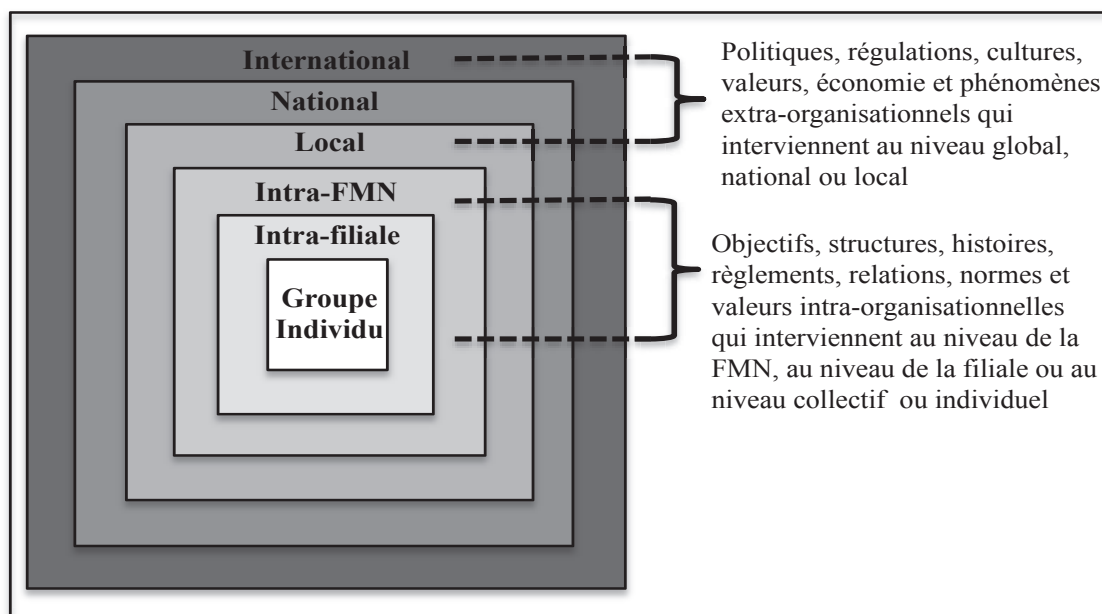 International
National
Local
Intra-FMN
Intra-filiale
Groupe
Individu
Politiques, régulations, cultures,
valeurs, économie et phénomènes
extra-organisationnels qui
interviennent au niveau global,
national ou local
Objectifs, structures, histoires,
règlements, relations, normes et
valeurs intra-organisationnelles
qui interviennent au niveau de la
FMN, au niveau de la filiale ou au
niveau collectif ou individuel